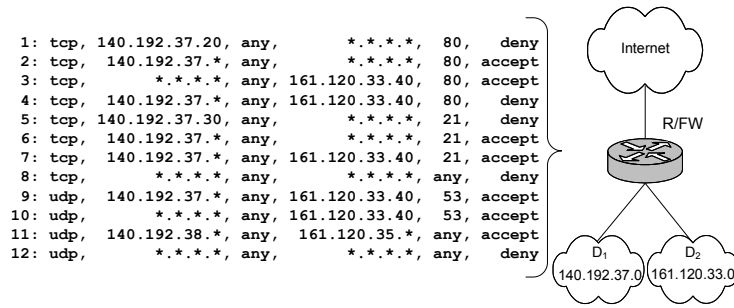 1: tcp, 140.192.37.20, any, *.*.*.*, 80, deny
2: tcp, 140.192.37.*, any, *.*.*.*, 80, accept
3: tcp, *.*.*.*, any, 161.120.33.40, 80, accept
4: tcp, 140.192.37.*, any, 161.120.33.40, 80, deny
5: tcp, 140.192.37.30, any, *.*.*.*, 21, deny
6: tcp, 140.192.37.*, any, *.*.*.*, 21, accept
7: tcp, 140.192.37.*, any, 161.120.33.40, 21, accept
8: tcp, *.*.*.*, any, *.*.*.*, any, deny
9: udp, 140.192.37.*, any, 161.120.33.40, 53, accept
10: udp, *.*.*.*, any, 161.120.33.40, 53, accept
11: udp, 140.192.38.*, any, 161.120.35.*, any, accept
12: udp, *.*.*.*, any, *.*.*.*, any, deny
Internet
R/FW
D₁
140.192.37.0
D₂
161.120.33.0